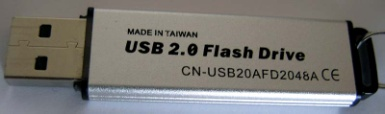 MADE IN TAIWAN
USB 2.0 Flash Drive
CN-USB20AFD2048A CE